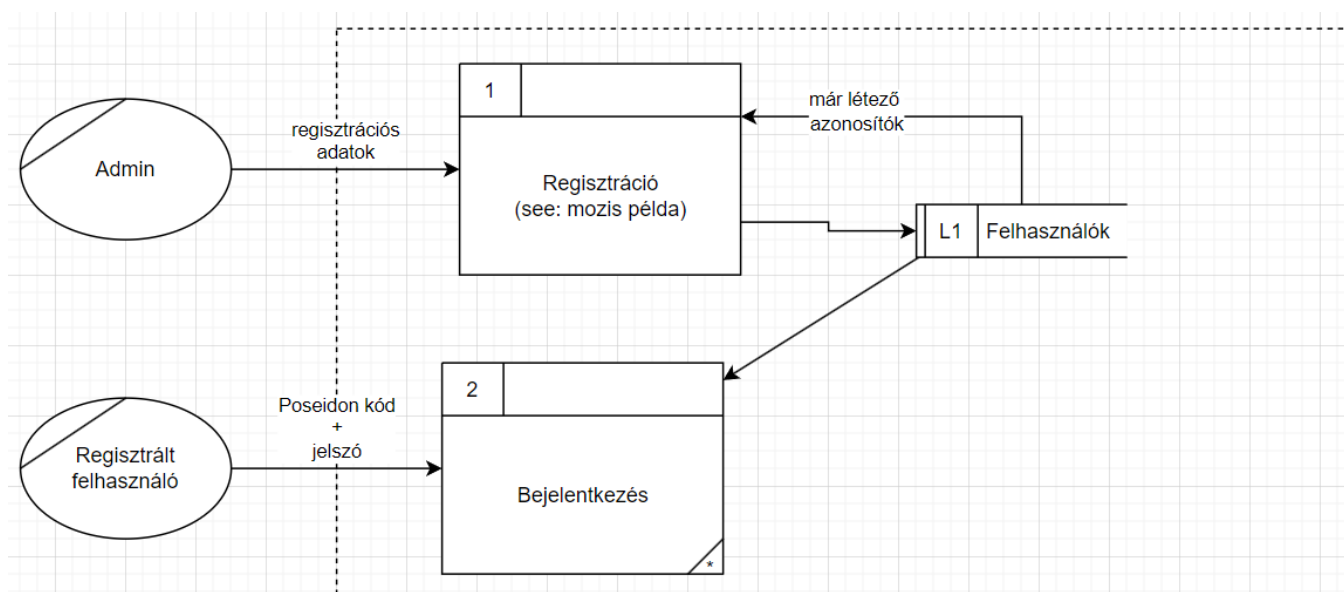 1
már létező
azonosítók
regisztrációs
adatok
Admin
Regisztráció
(see: mozis példa)
L1 Felhasználók
2
Poseidon kód
+
jelszó
Regisztrált
felhasználó
Bejelentkezés
*